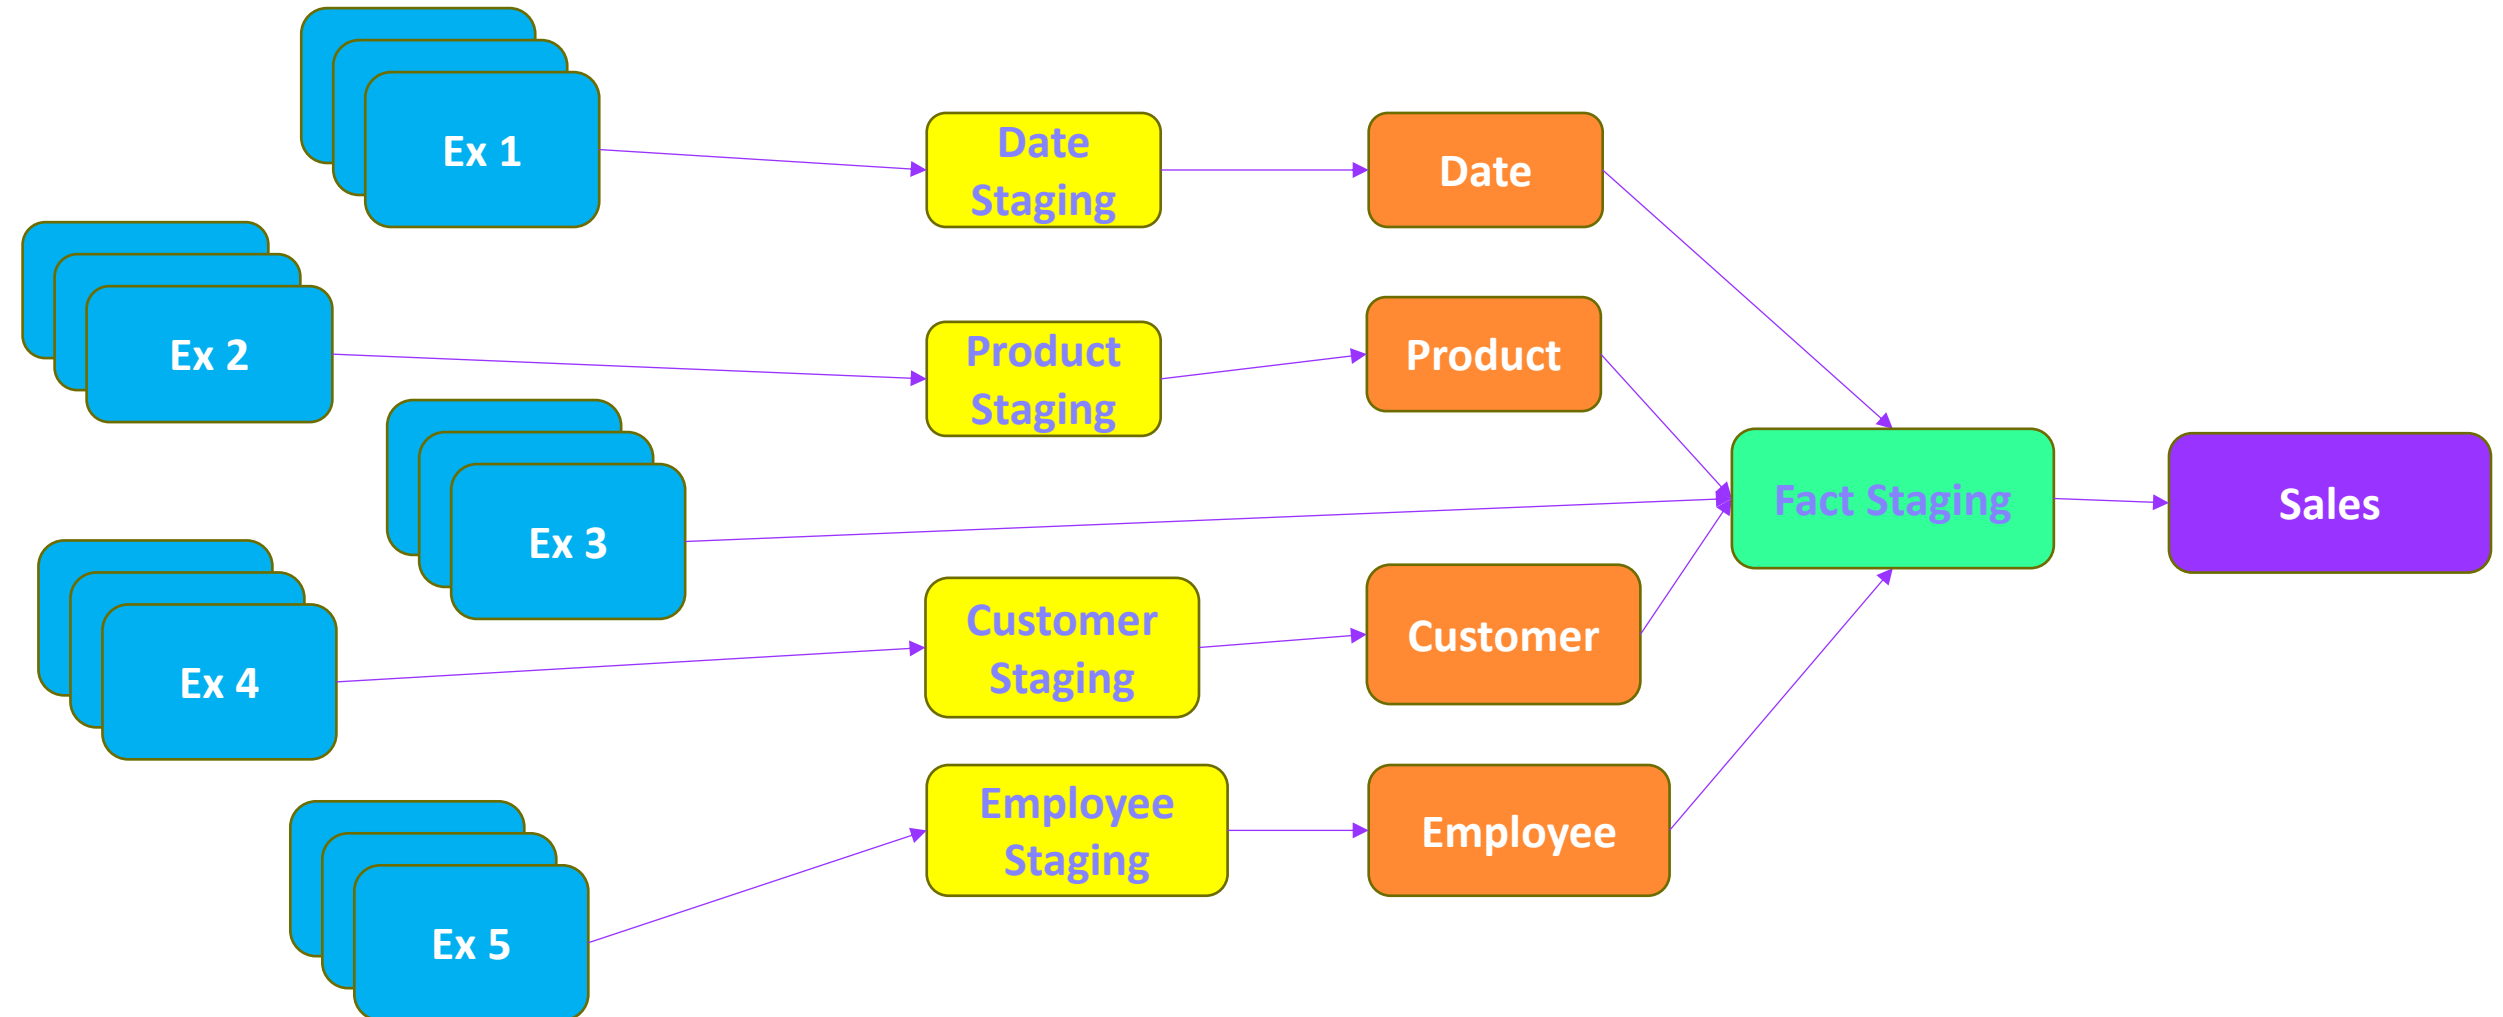 Ex 1
Date
Staging
Date
Ex 2
Product
Staging
Product
Ex 3
Fact Staging
Sales
Ex 4
Customer
Staging
Customer
Employee
Staging
Employee
Ex 5